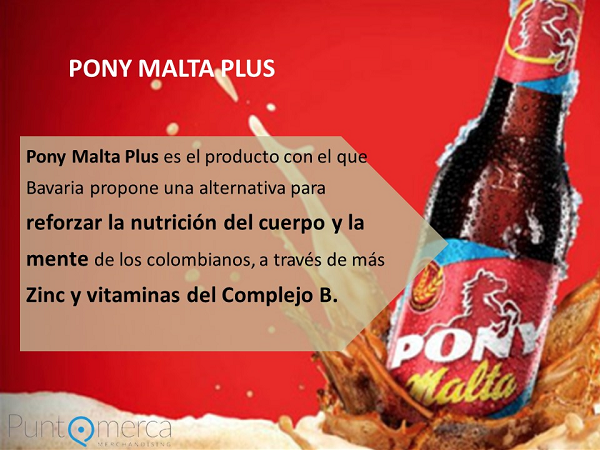 PONY MALTA PLUS
Pony Malta Plus es el producto con el que
Bavaria propone una alternativa para
reforzar la nutrición del cuerpo y la
mente de los colombianos, a través de más
Zinc y vitaminas del Complejo B.
PONY
Malta
Puntomerca
MERCHANDISING